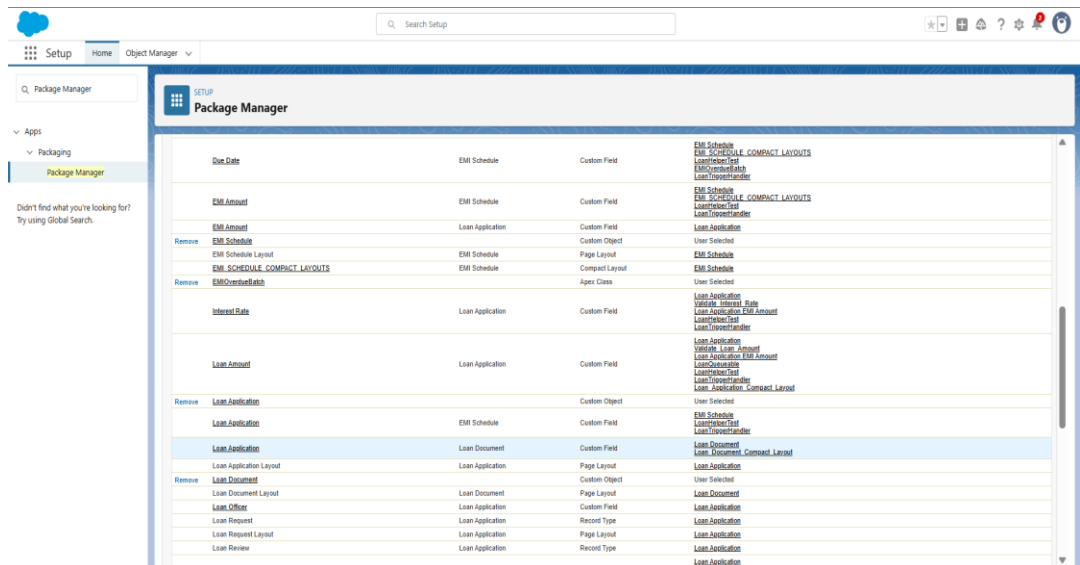 Search Setup
2
Setup
Home
Object Manager
Package Manager
Apps
Packaging
Package Manager
Didn't find what you're looking for?
Try using Global Search.
SETUP
Package Manager
Due Date EMI Schedule Custom Field
EMI Schedule
EMI_SCHEDULE_COMPACT_LAYOUTS
LoanHelperTest
EMIOverdueBatch
LoanTriggerHandler
EMI Amount EMI Schedule Custom Field
EMI Schedule
EMI_SCHEDULE_COMPACT_LAYOUTS
LoanHelperTest
LoanTriggerHandler
EMI Amount Loan Application Custom Field Loan Application
Remove EMI Schedule Custom Object User Selected
EMI Schedule Layout EMI Schedule Page Layout EMI Schedule
EMI_SCHEDULE_COMPACT_LAYOUTS EMI Schedule Compact Layout EMI Schedule
Remove EMIOverdueBatch Apex Class User Selected
Interest Rate Loan Application Custom Field
Loan Application
Validate_Interest_Rate
Loan Application.EMI Amount
LoanHelperTest
LoanTriggerHandler
Loan Amount Loan Application Custom Field
Loan Application
Validate_Loan_Amount
Loan Application.EMI Amount
LoanQueueable
LoanHelperTest
LoanTriggerHandler
Loan_Application_Compact_Layout
Remove Loan Application Custom Object User Selected
Loan Application EMI Schedule Custom Field
EMI Schedule
LoanHelperTest
LoanTriggerHandler
Loan Application Loan Document Custom Field
Loan Document
Loan_Document_Compact_Layout
Loan Application Layout Loan Application Page Layout Loan Application
Remove Loan Document Custom Object User Selected
Loan Document Layout Loan Document Page Layout Loan Document
Loan Officer Loan Application Custom Field Loan Application
Loan Request Loan Application Record Type Loan Application
Loan Request Layout Loan Application Page Layout Loan Application
Loan Review Loan Application Record Type Loan Application
Loan Application